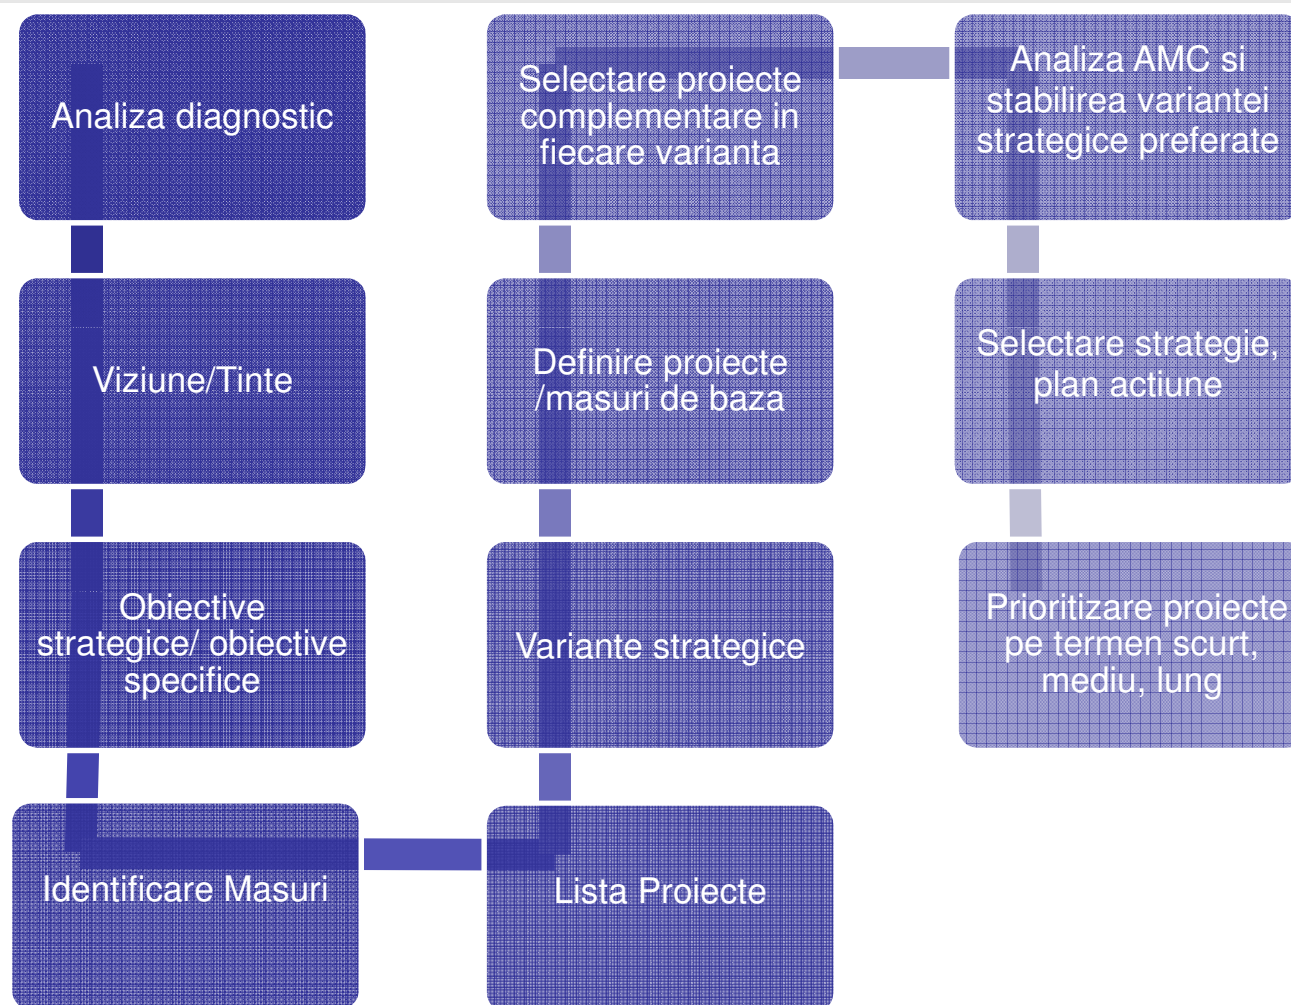 Analiza diagnostic
Viziune/Tinte
Obiective
strategice/ obiective
specifice
Identificare Masuri
Lista Proiecte
Variante strategice
Definire proiecte
/masuri de baza
Selectare proiecte
complementare in
fiecare varianta
Analiza AMC si
stabilirea variantei
strategice preferate
Selectare strategie,
plan actiune
Prioritizare proiecte
pe termen scurt,
mediu, lung